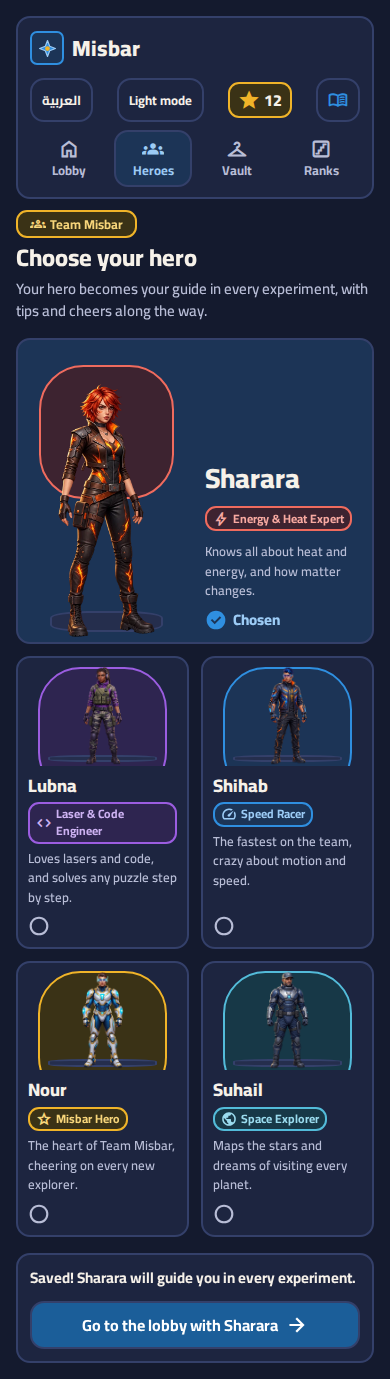 Misbar
العربية
Light mode
12
Lobby
Heroes
Vault
Ranks
Team Misbar
Choose your hero
Your hero becomes your guide in every experiment, with
tips and cheers along the way.
Sharara
Energy & Heat Expert
Knows all about heat and
energy, and how matter
changes.
Chosen
Lubna
Laser & Code
Engineer
Loves lasers and code,
and solves any puzzle step
by step.
Shihab
Speed Racer
The fastest on the team,
crazy about motion and
speed.
Nour
Misbar Hero
The heart of Team Misbar,
cheering on every new
explorer.
Suhail
Space Explorer
Maps the stars and
dreams of visiting every
planet.
Saved! Sharara will guide you in every experiment.
Go to the lobby with Sharara